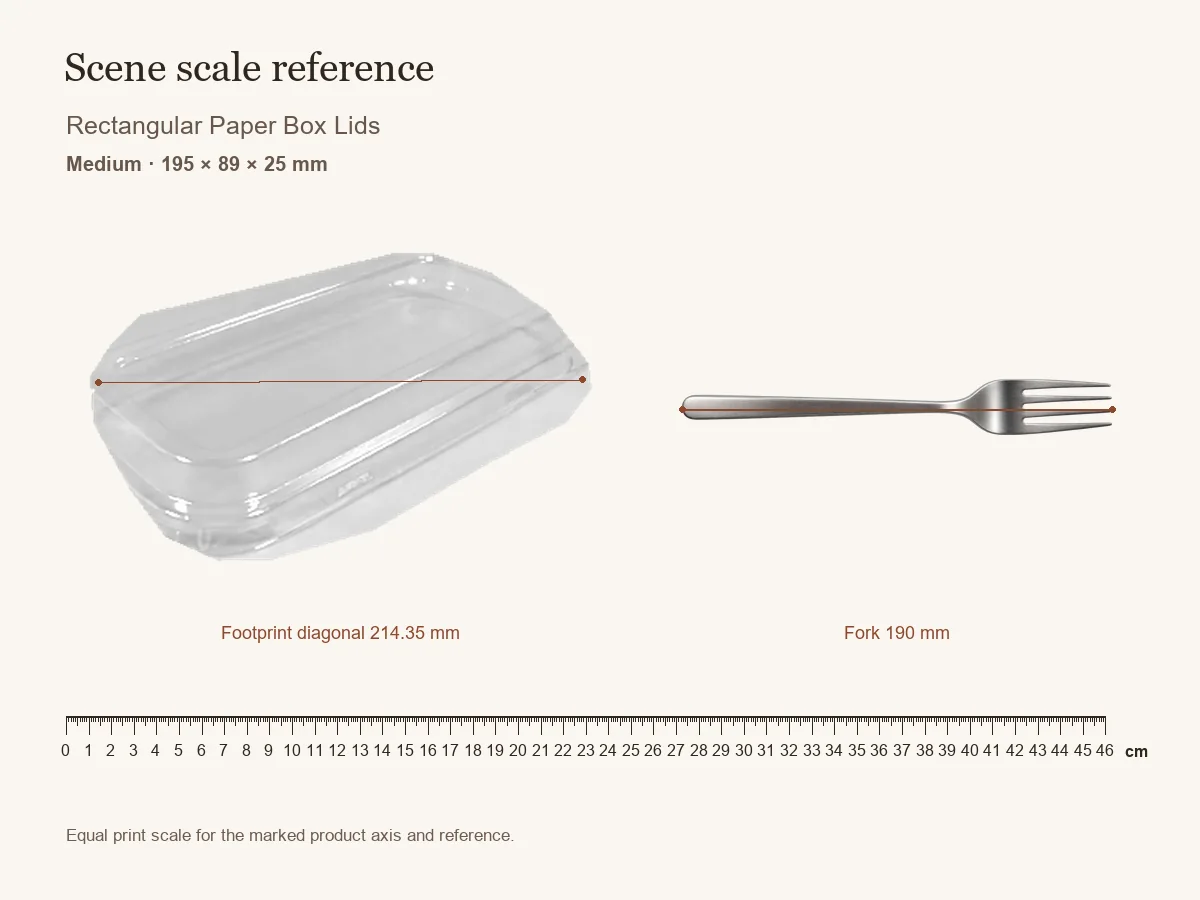 Scene scale reference
Rectangular Paper Box Lids
Medium · 195 × 89 × 25 mm
Footprint diagonal 214.35 mm
Fork 190 mm
0 1 2 3 4 5 6 7 8 9 10 11 12 13 14 15 16 17 18 19 20 21 22 23 24 25 26 27 28 29 30 31 32 33 34 35 36 37 38 39 40 41 42 43 44 45 46 cm
Equal print scale for the marked product axis and reference.